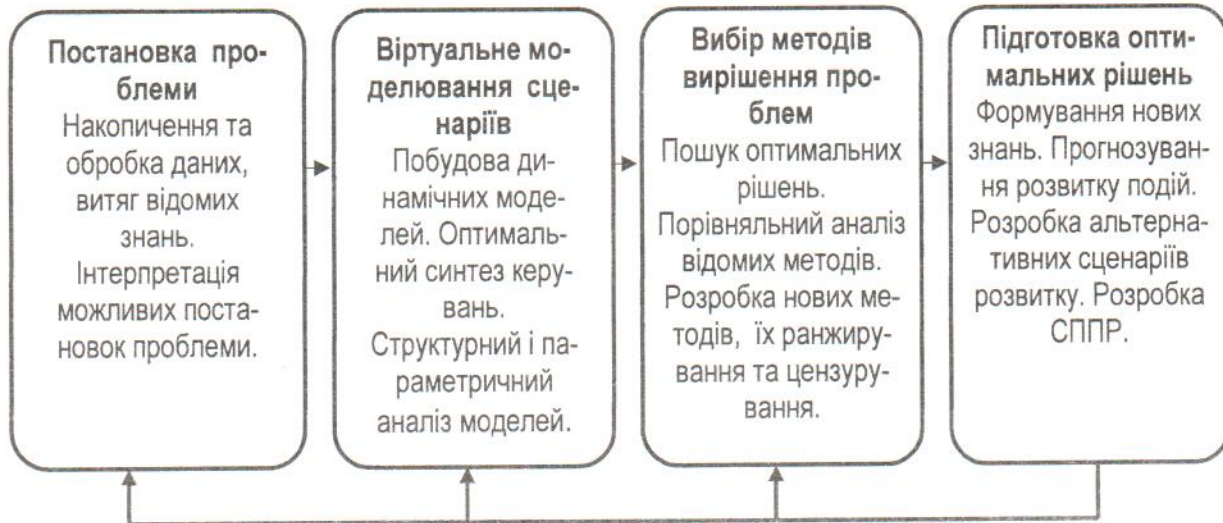 Постановка про-
блеми
Накопичення та
обробка даних,
витяг відомих
знань.
Інтерпретація
можливих поста-
новок проблеми.
Віртуальне мо-
делювання сце-
наріїв
Побудова ди-
намічних моде-
лей. Оптималь-
ний синтез керу-
вань.
Структурний і па-
раметричний
аналіз моделей.
Вибір методів
вирішення про-
блем
Пошук оптимальних
рішень.
Порівняльний аналіз
відомих методів.
Розробка нових ме-
тодів, їх ранжиру-
вання та цензуру-
вання.
Підготовка опти-
мальних рішень
Формування нових
знань. Прогнозуван-
ня розвитку подій.
Розробка альтерна-
тивних сценаріїв
розвитку. Розробка
СППР.